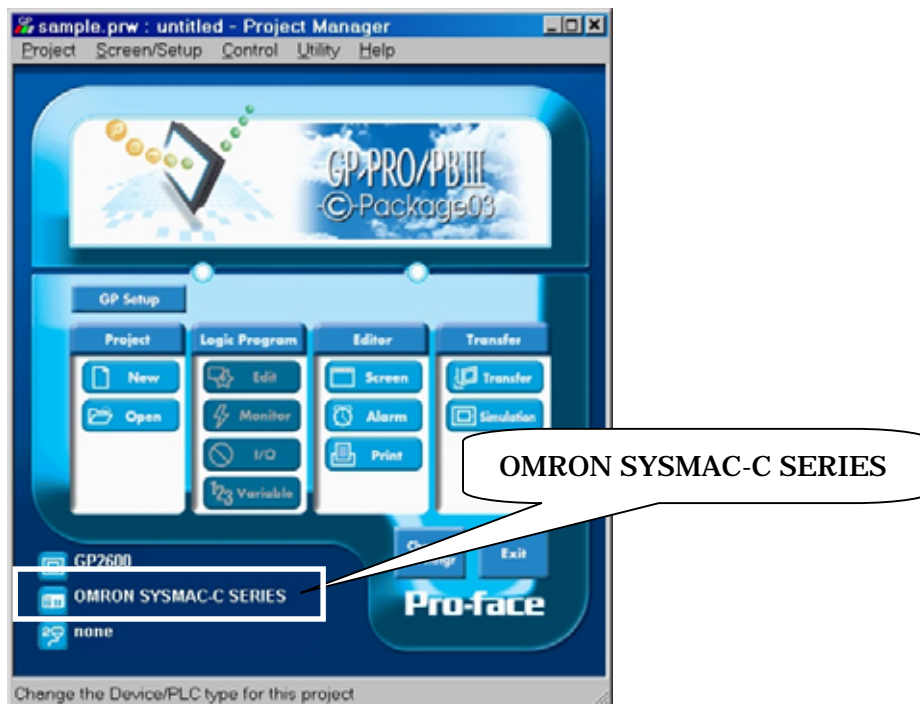 sample.prw : untitled - Project Manager
Project Screen/Setup Control Utility Help
GP-PRO/PBIII
-©-Package03
GP Setup
Project Logic Program Editor Transfer
New Edit Screen Transfer
Open Monitor Alarm Simulation
I/O Print
123 Variable
OMRON SYSMAC-C SERIES
Exit
GP2600
OMRON SYSMAC-C SERIES
Pro-face
none
Change the Device/PLC type for this project